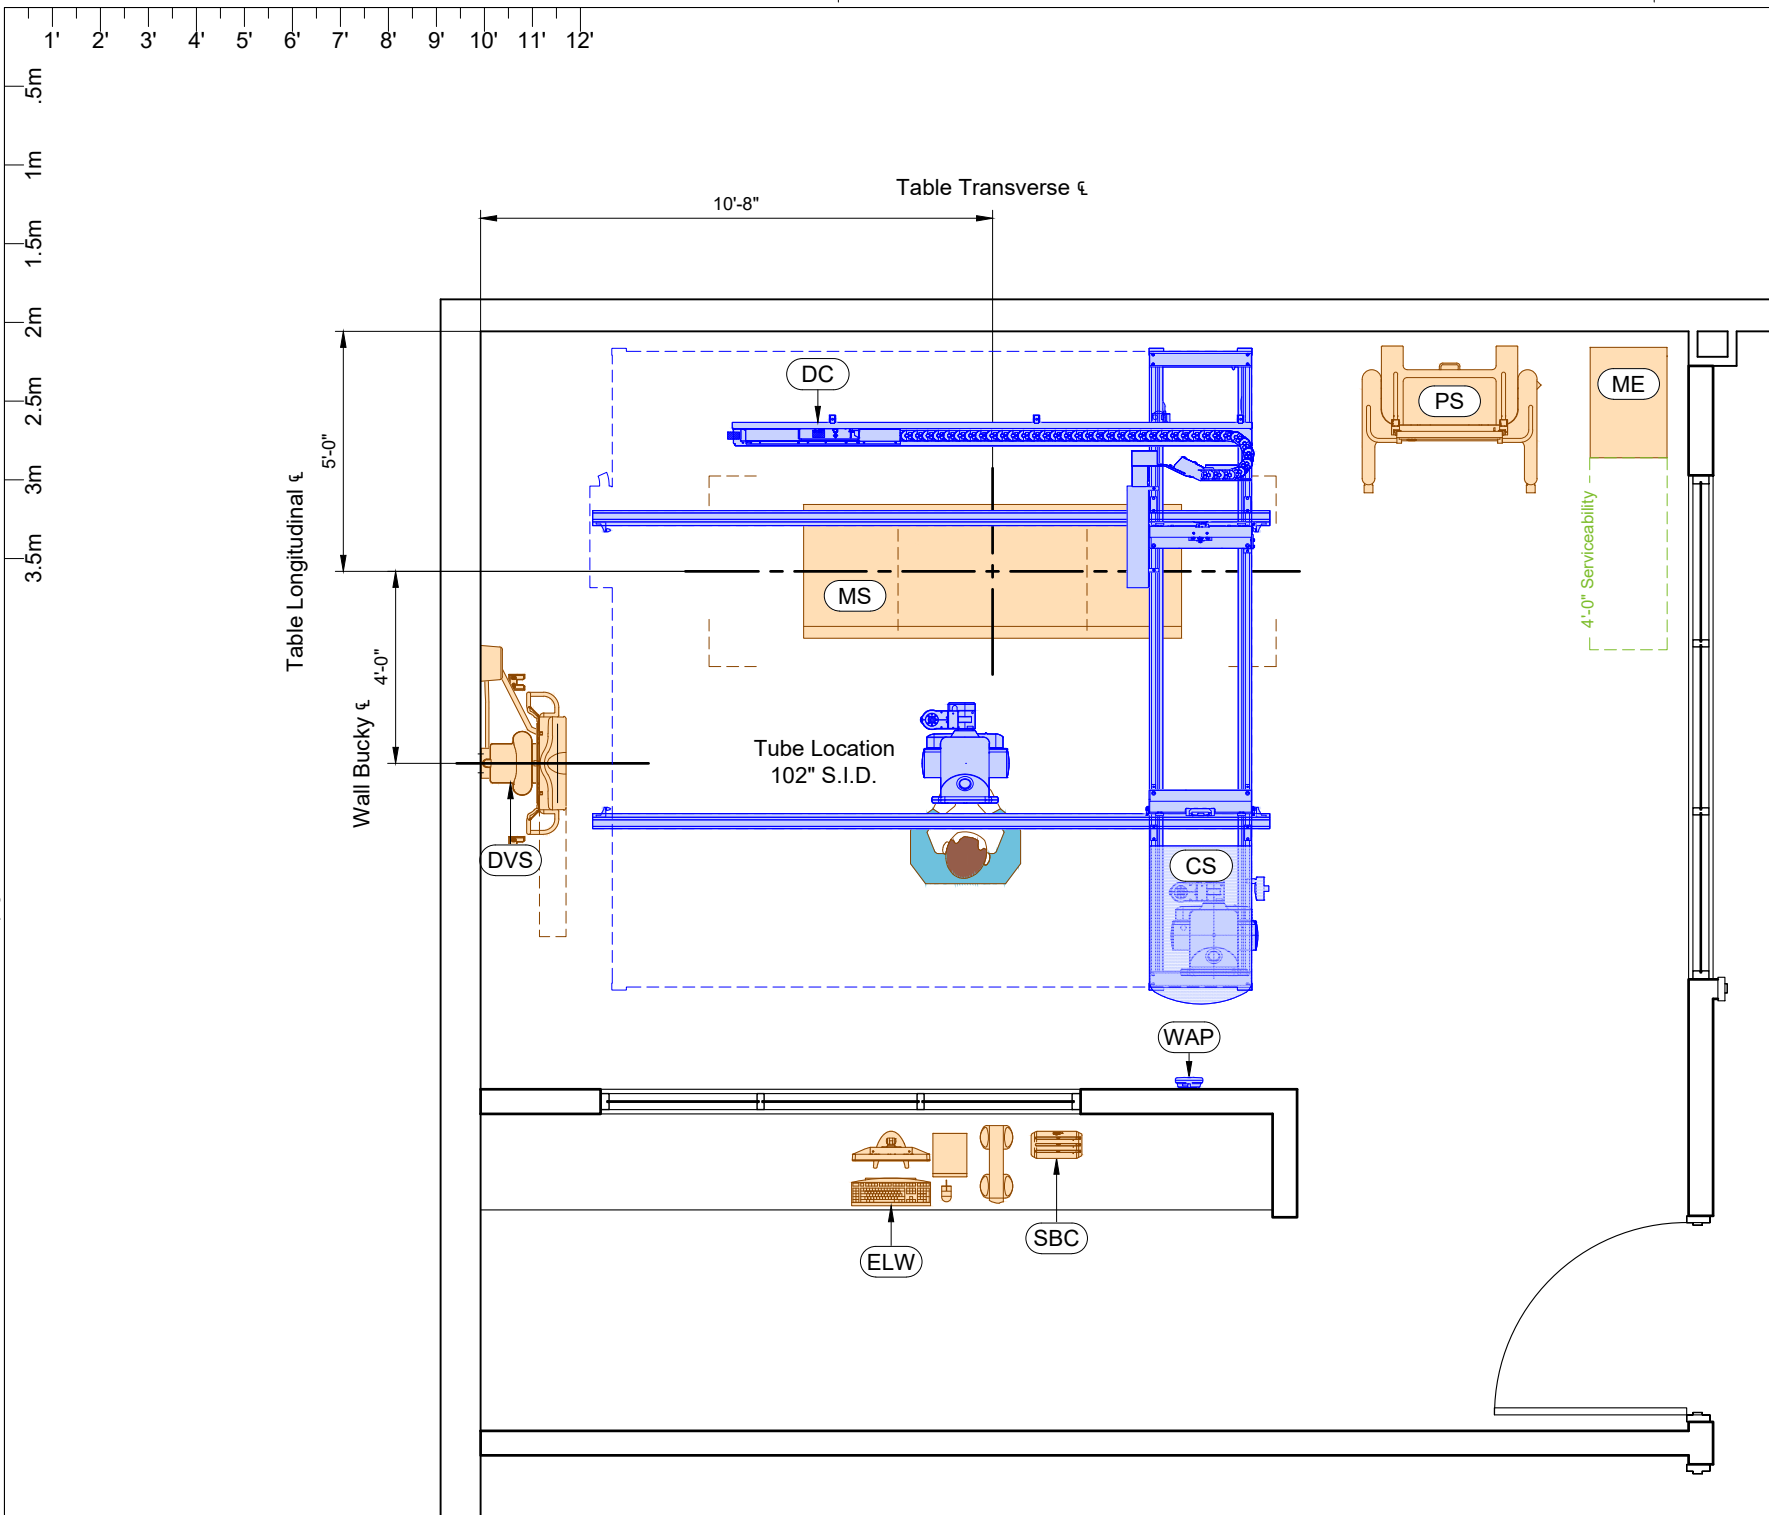 1' 2' 3' 4' 5' 6' 7' 8' 9' 10' 11' 12'
.5m
1m
1.5m
2m
2.5m
3m
3.5m
Table Transverse ℄
10'-8"
DC
PS
ME
5'-0"
Table Longitudinal ℄
4'-0" Serviceability
MS
4'-0"
Wall Bucky ℄
Tube Location
102" S.I.D.
DVS
CS
WAP
SBC
ELW